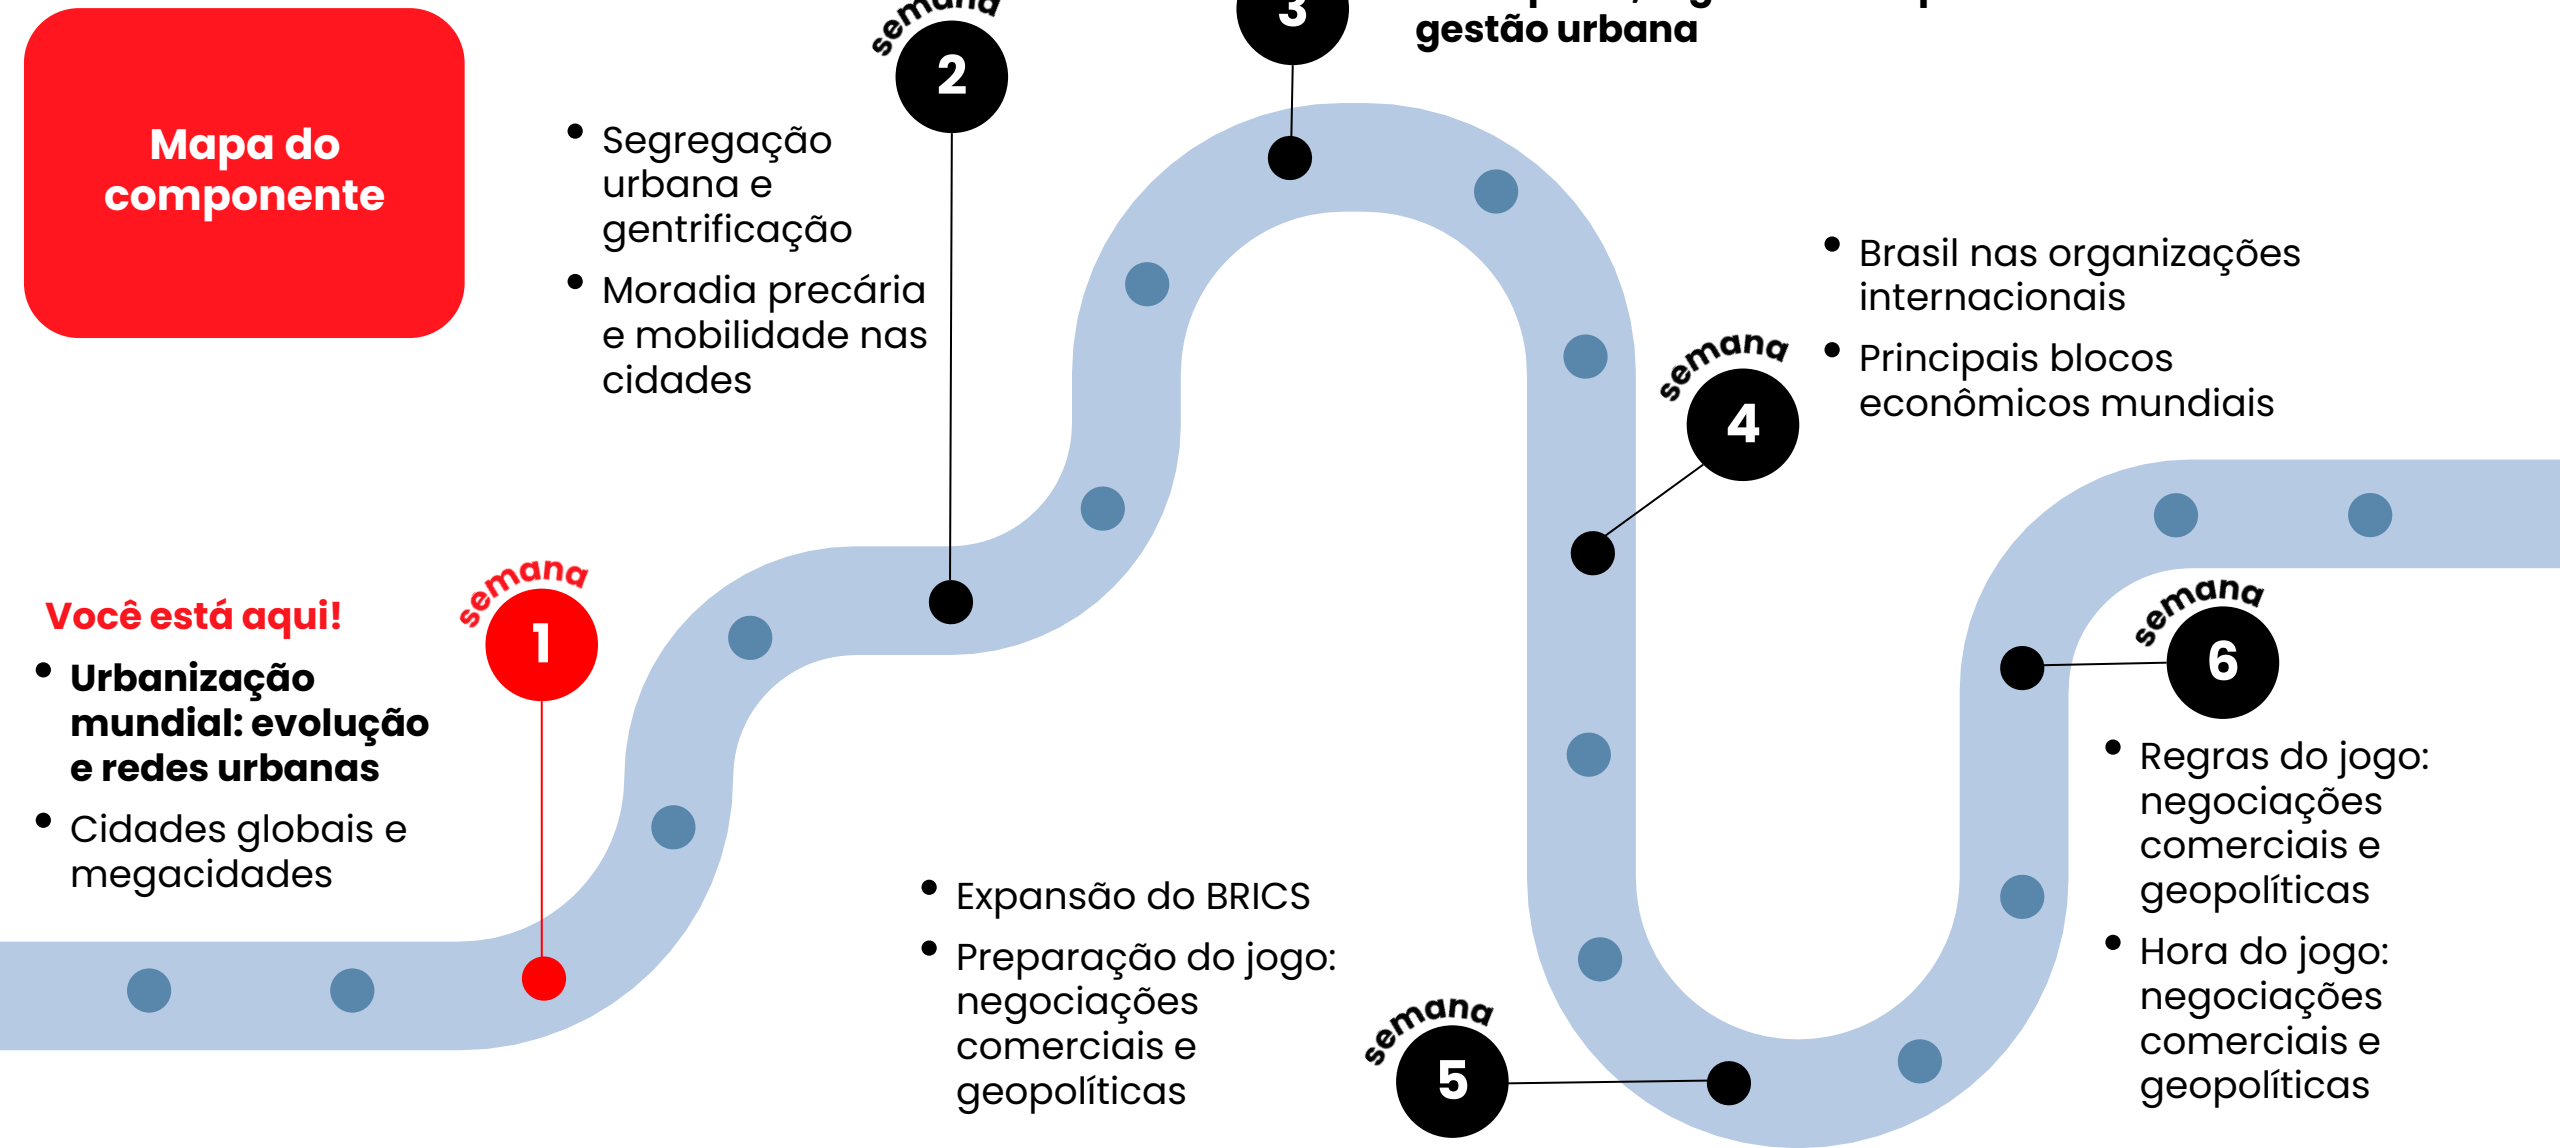 Mapa do
componente
semana
2
Segregação
urbana e
gentrificação
Moradia precária
e mobilidade nas
cidades
3
gestão urbana
semana
4
Brasil nas organizações
internacionais
Principais blocos
econômicos mundiais
Você está aqui!
semana
1
Urbanização
mundial: evolução
e redes urbanas
Cidades globais e
megacidades
Expansão do BRICS
Preparação do jogo:
negociações
comerciais e
geopolíticas
semana
5
semana
6
Regras do jogo:
negociações
comerciais e
geopolíticas
Hora do jogo:
negociações
comerciais e
geopolíticas